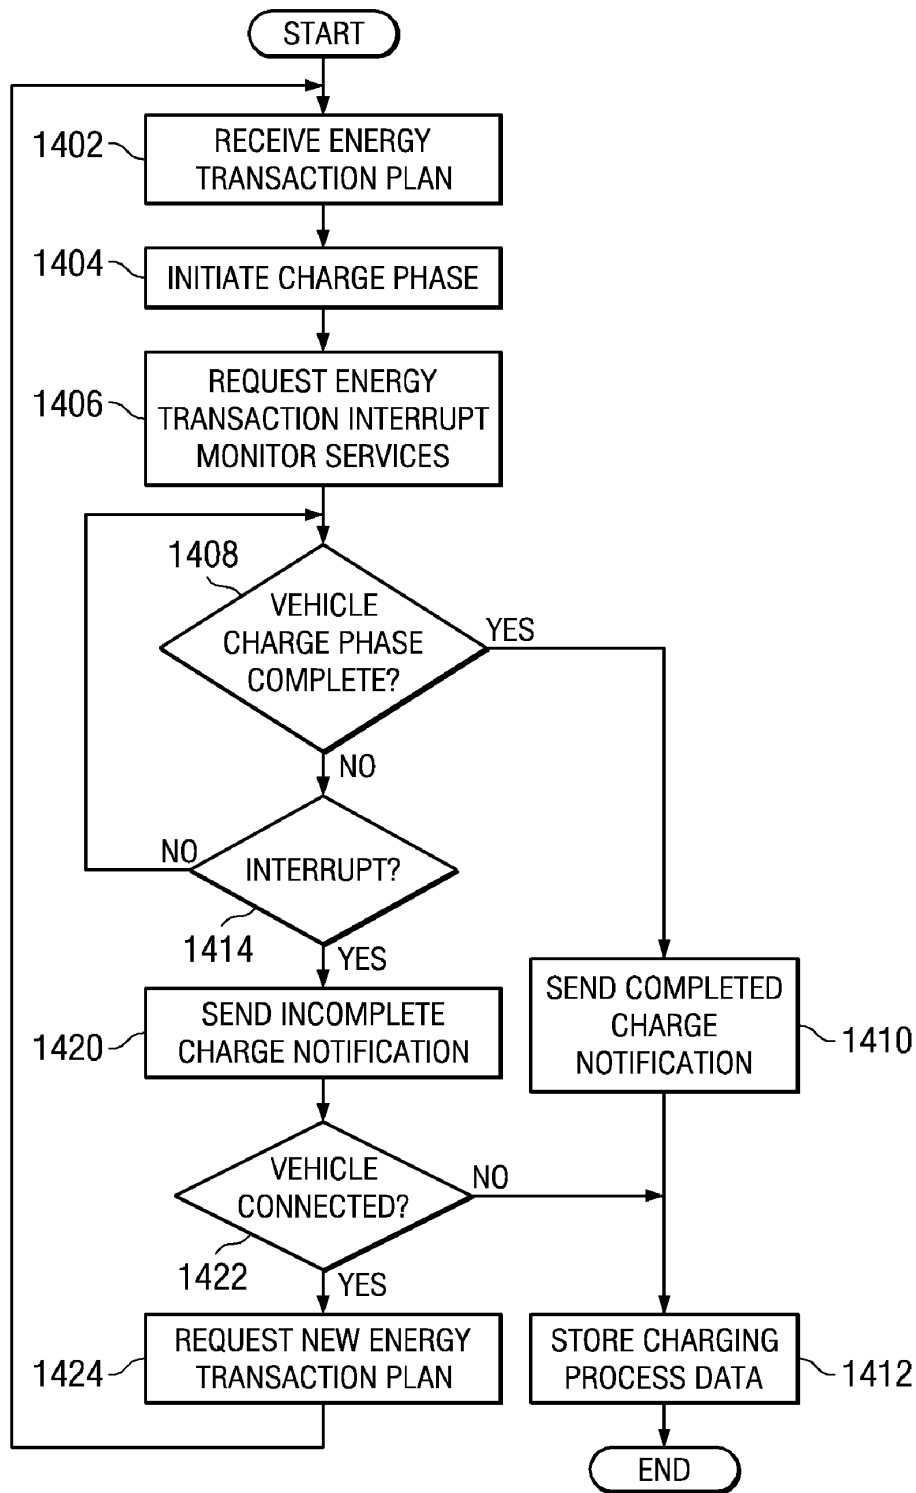 START
1402
RECEIVE ENERGY
TRANSACTION PLAN
1404
INITIATE CHARGE PHASE
1406
REQUEST ENERGY
TRANSACTION INTERRUPT
MONITOR SERVICES
1408
VEHICLE
CHARGE PHASE
COMPLETE?
YES
NO
NO
INTERRUPT?
1414
YES
1420
SEND INCOMPLETE
CHARGE NOTIFICATION
SEND COMPLETED
CHARGE
NOTIFICATION
1410
VEHICLE
CONNECTED?
NO
1422
YES
1424
REQUEST NEW ENERGY
TRANSACTION PLAN
STORE CHARGING
PROCESS DATA
1412
END